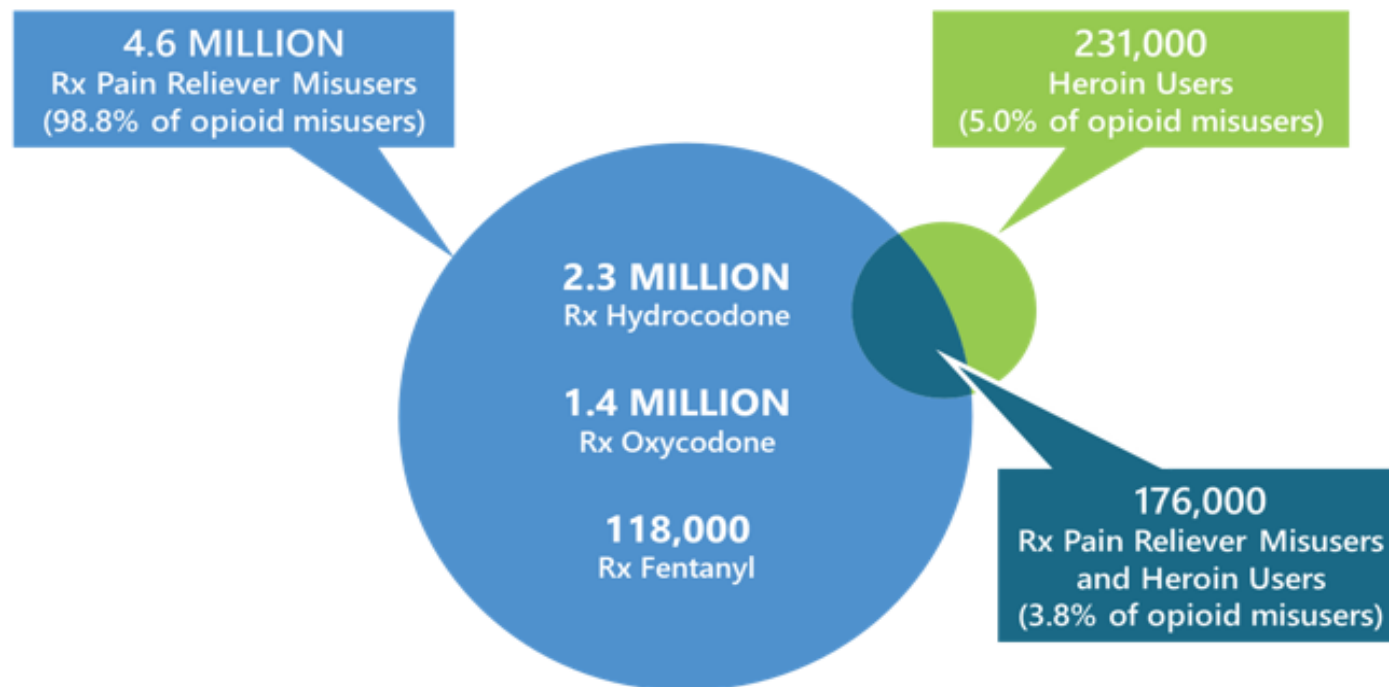 4.6 MILLION
Rx Pain Reliever Misusers
(98.8% of opioid misusers)
231,000
Heroin Users
(5.0% of opioid misusers)
2.3 MILLION
Rx Hydrocodone
1.4 MILLION
Rx Oxycodone
118,000
Rx Fentanyl
176,000
Rx Pain Reliever Misusers
and Heroin Users
(3.8% of opioid misusers)